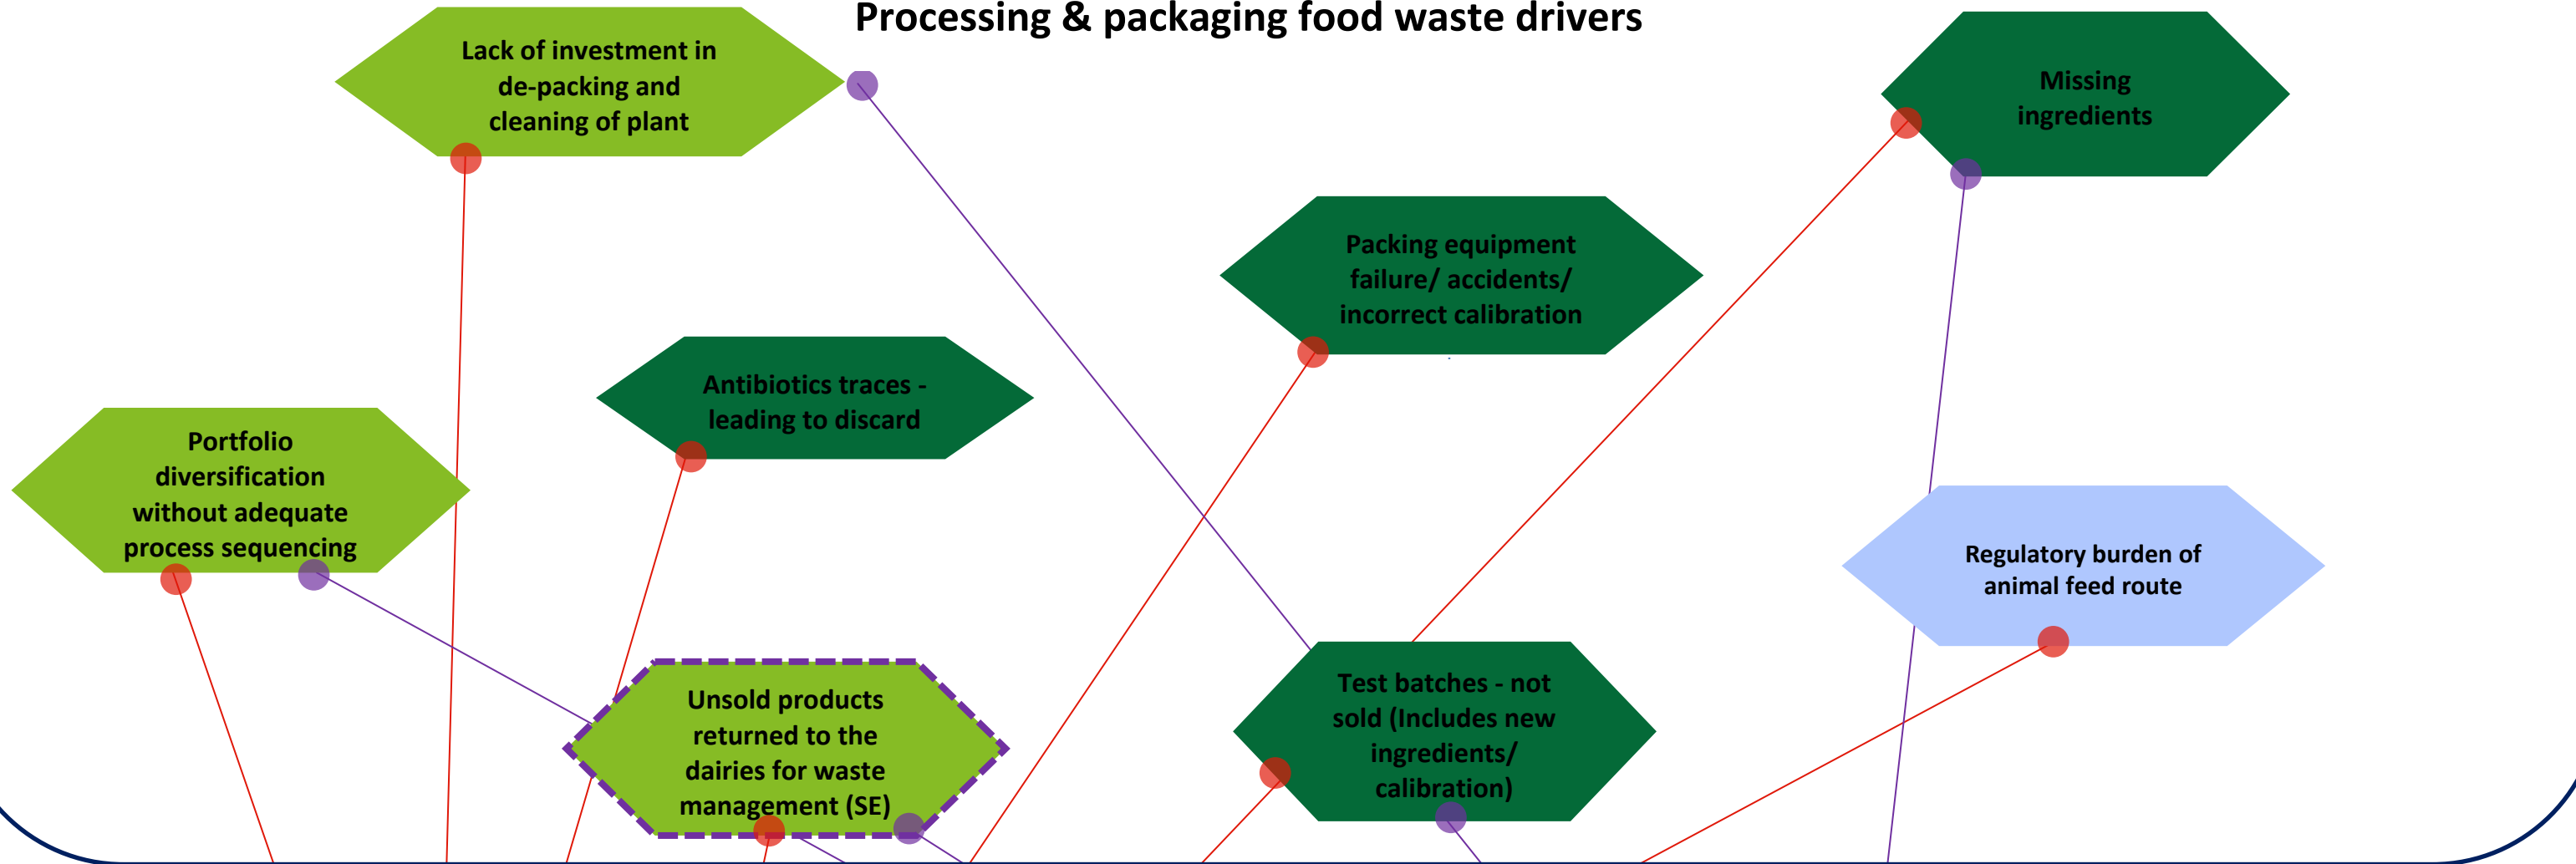 Processing & packaging food waste drivers
Lack of investment in
de-packing and
cleaning of plant
Missing
ingredients
Packing equipment
failure/ accidents/
incorrect calibration
Antibiotics traces -
leading to discard
Portfolio
diversification
without adequate
process sequencing
Regulatory burden of
animal feed route
Unsold products
returned to the
dairies for waste
management (SE)
Test batches - not
sold (Includes new
ingredients/
calibration)